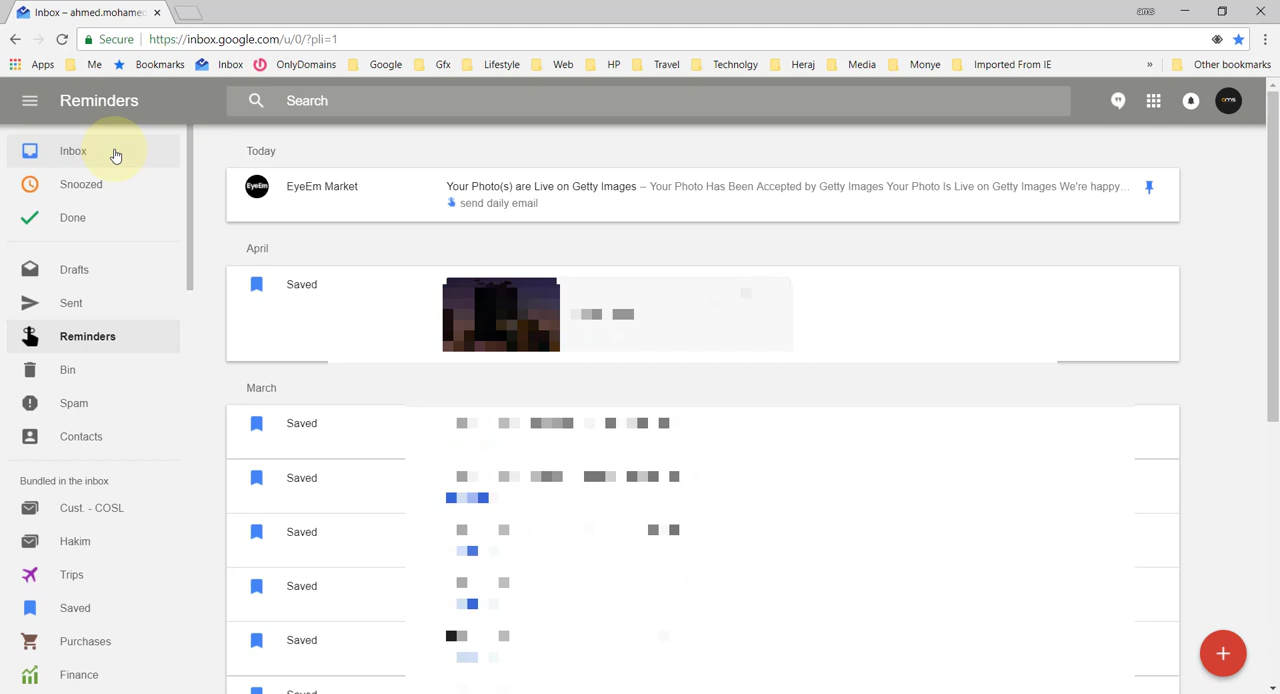 Inbox – ahmed.mohamed
ams
Secure https://inbox.google.com/u/0/?pli=1
Apps Me Bookmarks Inbox OnlyDomains Google Gfx Lifestyle Web HP Travel Technolgy Heraj Media Monye Imported From IE » Other bookmarks
Reminders Search ams
Inbox
Snoozed
Done
Drafts
Sent
Reminders
Bin
Spam
Contacts
Bundled in the inbox
Cust. - COSL
Hakim
Trips
Saved
Purchases
Finance
Today
EyeEm EyeEm Market Your Photo(s) are Live on Getty Images – Your Photo Has Been Accepted by Getty Images Your Photo Is Live on Getty Images We're happy...
send daily email
April
Saved
March
Saved
Saved
Saved
Saved
Saved
Saved